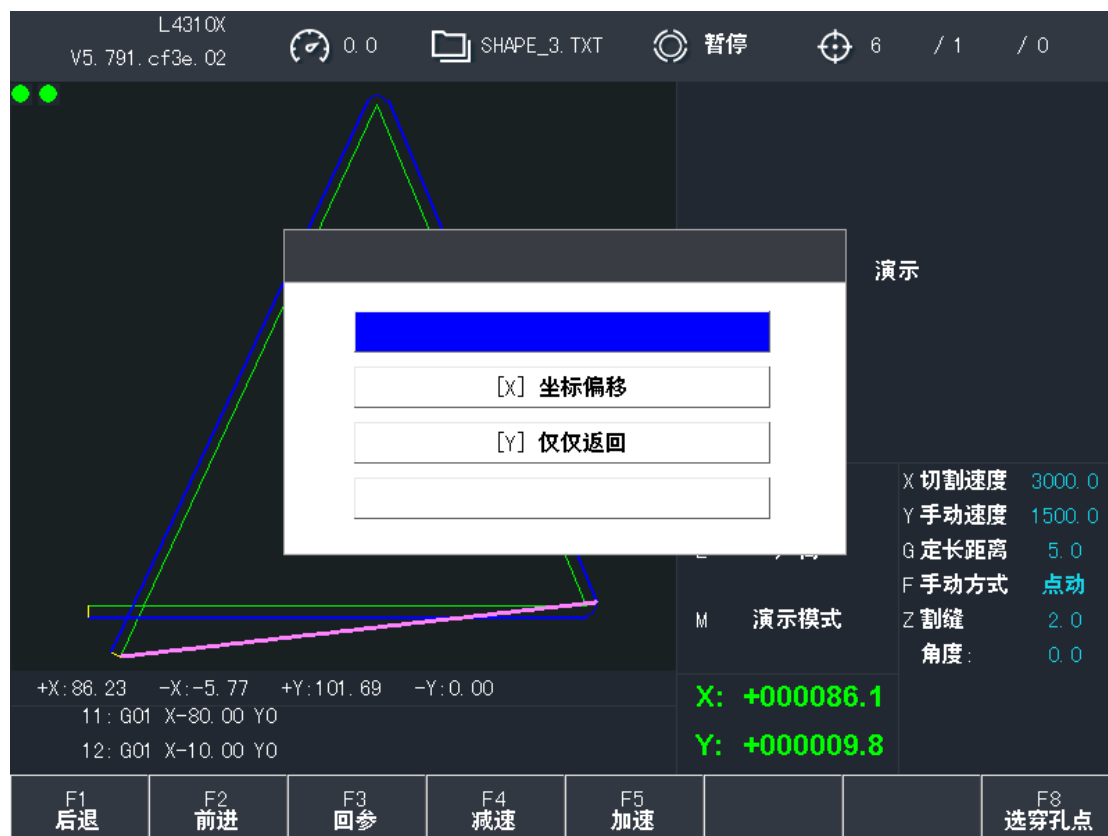 L4310X
V5.791.cf3e.02
0.0
SHAPE_3.TXT
暂停
6 /1 /0
演示
[X] 坐标偏移
[Y] 仅仅返回
X 切割速度 3000.0
Y 手动速度 1500.0
G 定长距离 5.0
F 手动方式 点动
M 演示模式
Z 割缝 2.0
角度: 0.0
+X:86.23 -X:-5.77 +Y:101.69 -Y:0.00
11: G01 X-80.00 Y0
12: G01 X-10.00 Y0
X: +000086.1
Y: +000009.8
F1 后退
F2 前进
F3 回参
F4 减速
F5 加速
F8 选穿孔点